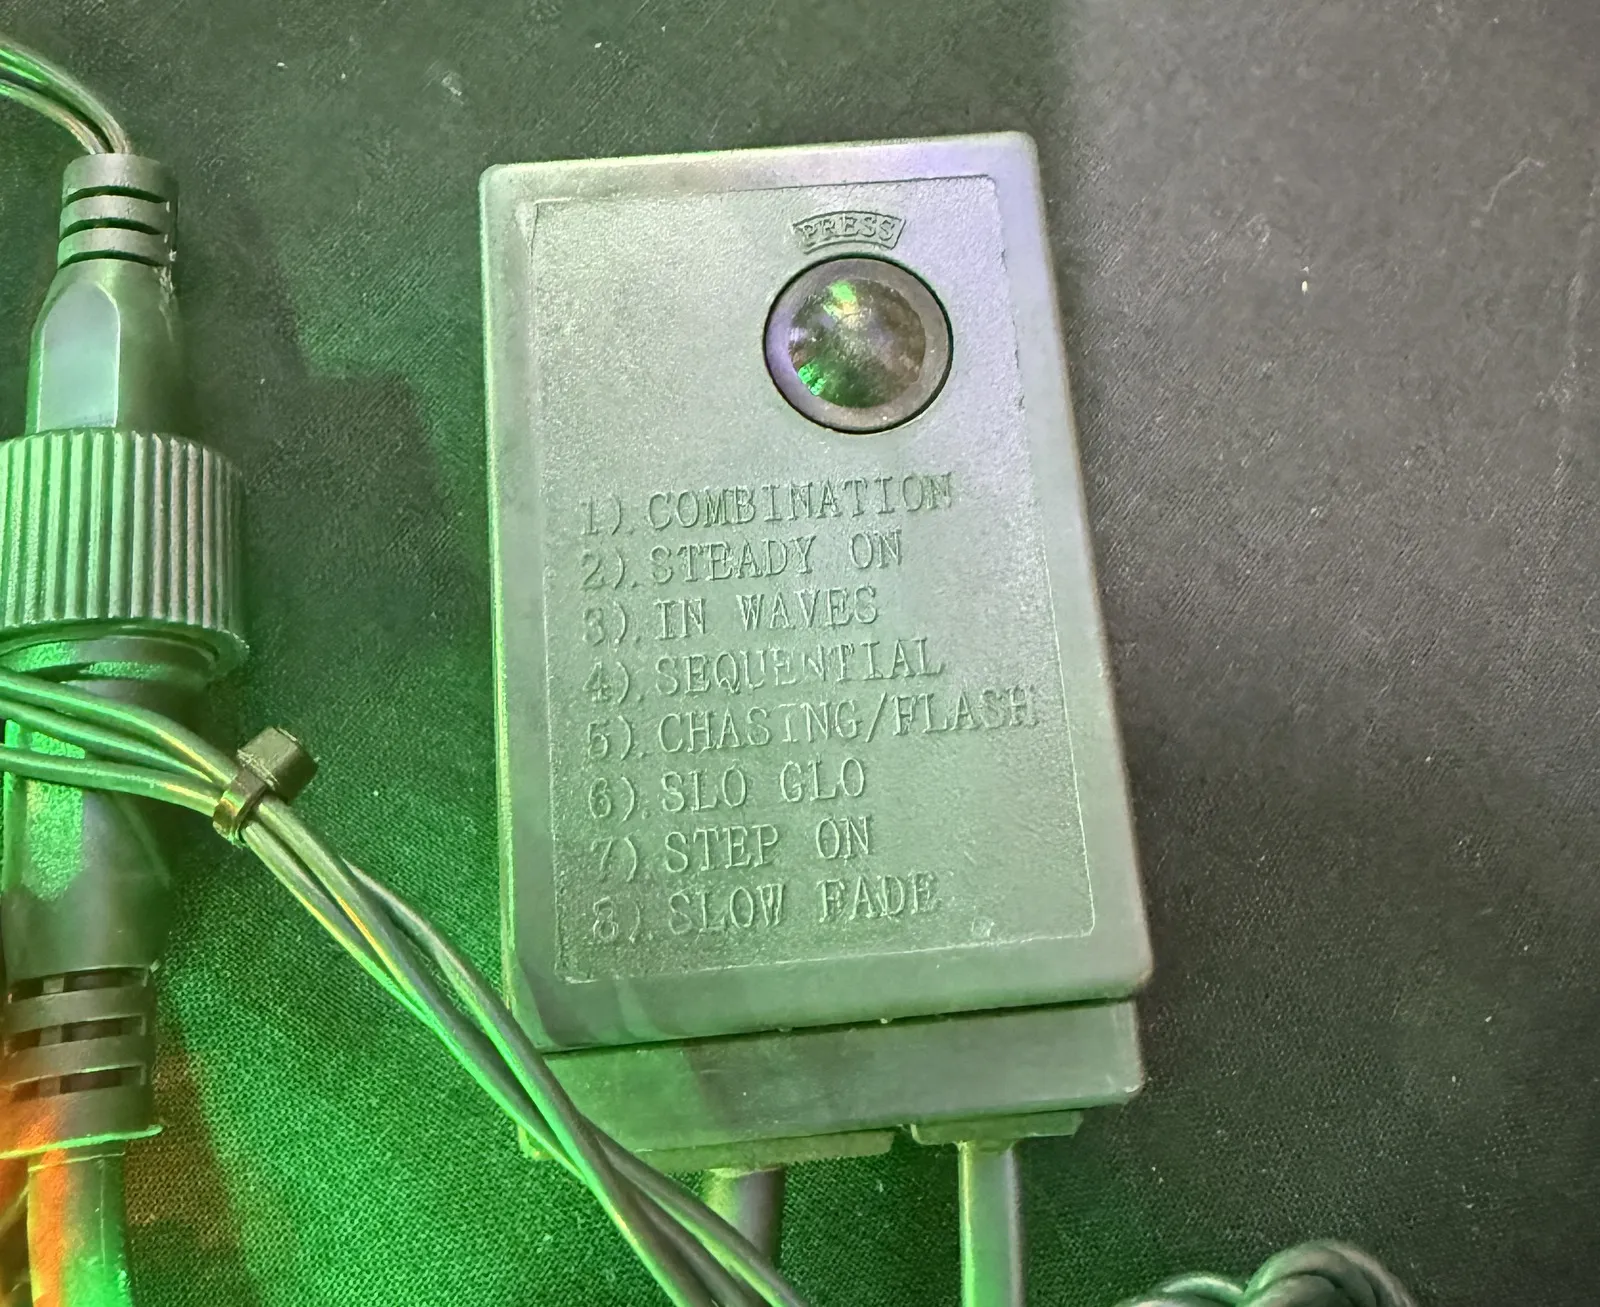 PRESS
1). COMBINATION
2). STEADY ON
3). IN WAVES
4). SEQUENTIAL
5). CHASING/FLASH
6). SLO GLO
7) STEP ON
8). SLOW FADE